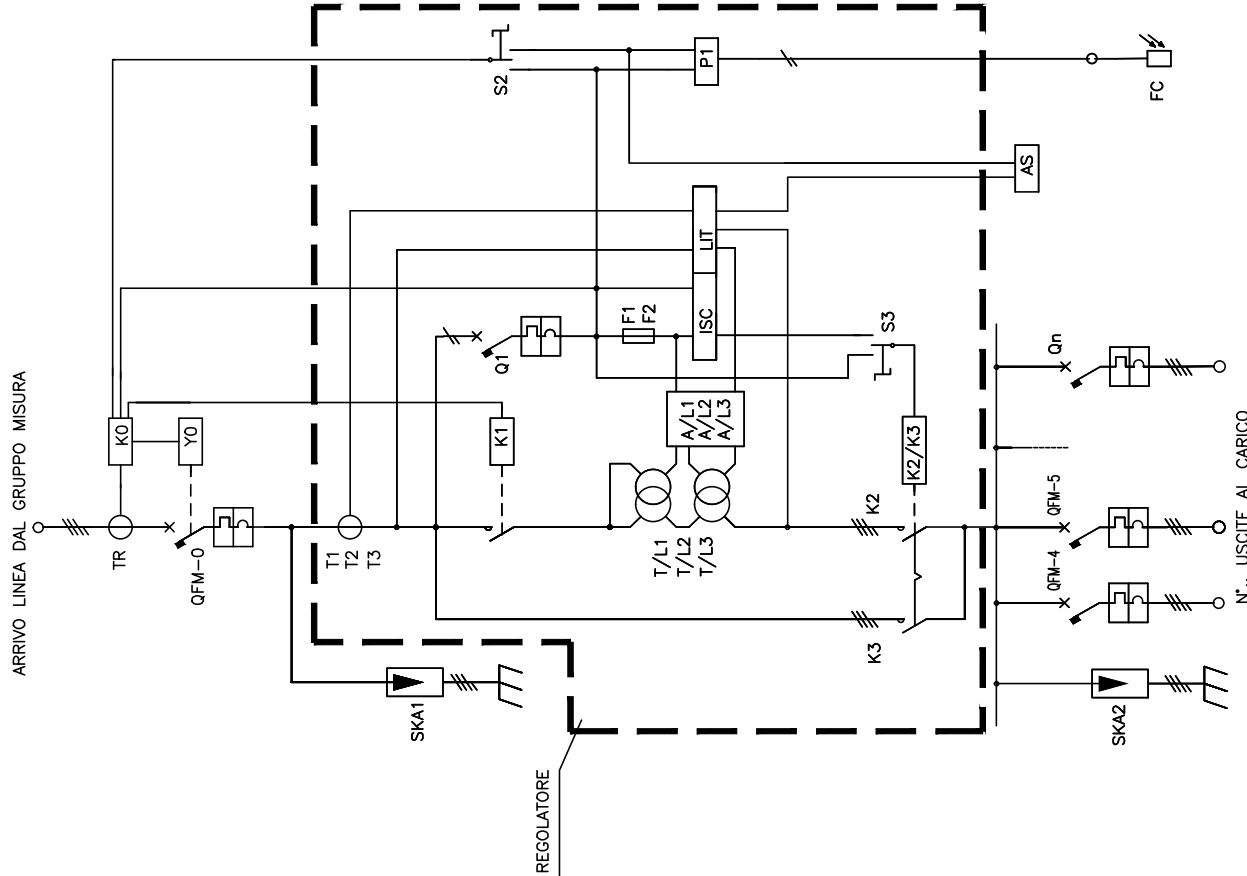 ARRIVO LINEA DAL GRUPPO MISURA
TR
K0
Y0
QFM-0
T1
T2
T3
S2
P1
FC
AS
K1
Q1
F1
F2
LIT
ISC
S3
A/L1
A/L2
A/L3
T/L1
T/L2
T/L3
K2/K3
K2
K3
SKA1
REGOLATORE
SKA2
QFM-4
QFM-5
Qn
USCITE AL CARICO